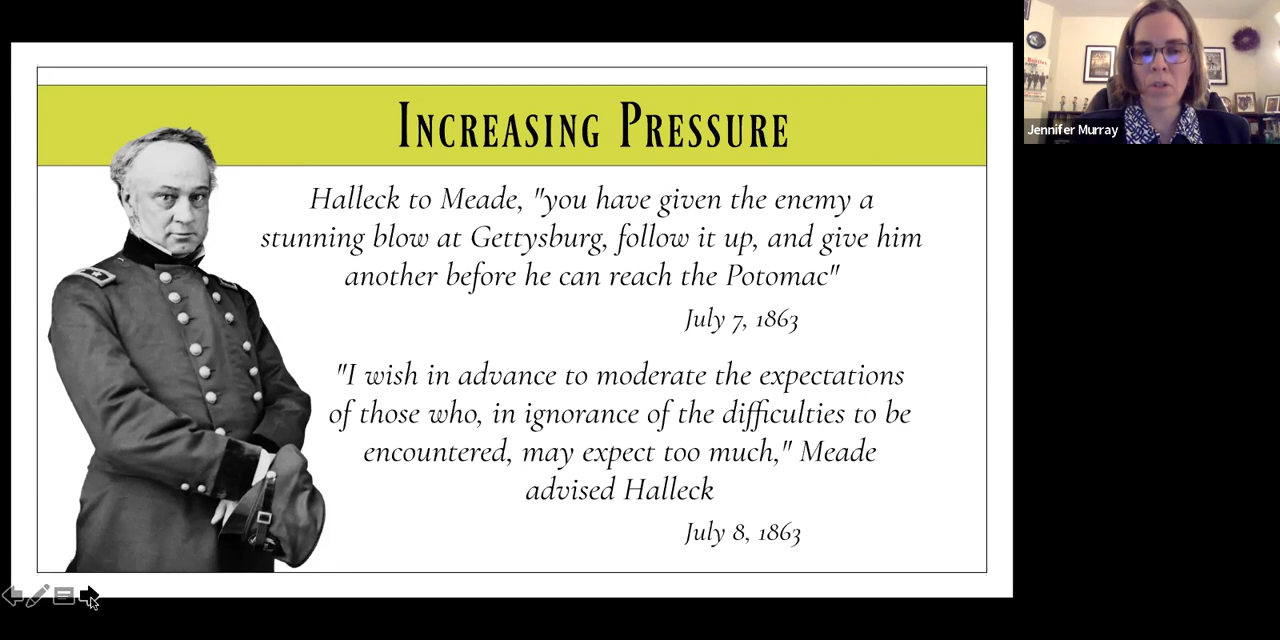 Increasing Pressure
Halleck to Meade, "you have given the enemy a
stunning blow at Gettysburg, follow it up, and give him
another before he can reach the Potomac"
July 7, 1863
"I wish in advance to moderate the expectations
of those who, in ignorance of the difficulties to be
encountered, may expect too much," Meade
advised Halleck
July 8, 1863
Jennifer Murray